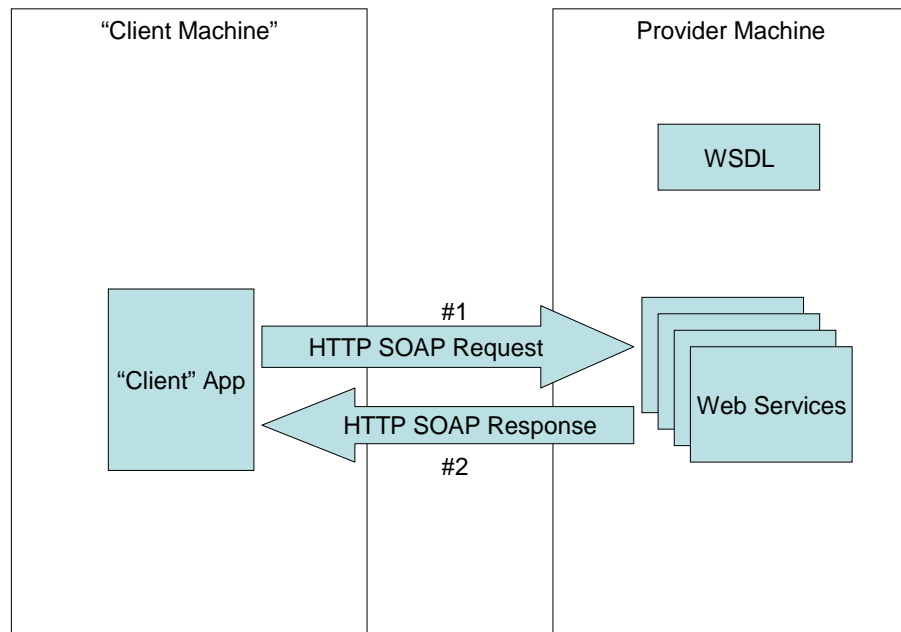 “Client Machine”
Provider Machine
WSDL
#1
HTTP SOAP Request
“Client” App
Web Services
HTTP SOAP Response
#2